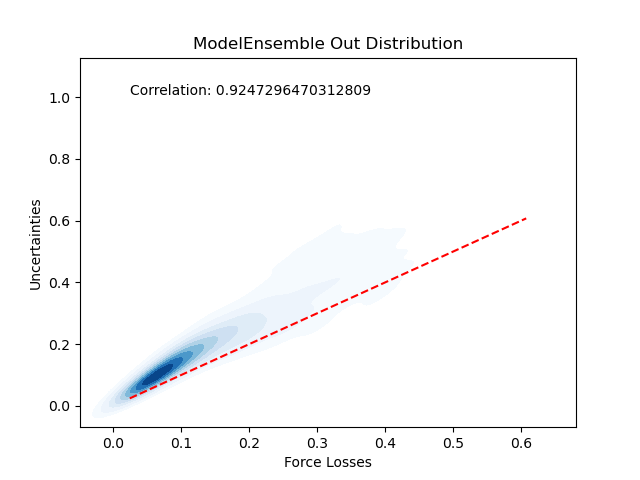 ModelEnsemble Out Distribution
Correlation: 0.9247296470312809
Uncertainties
1.0
0.8
0.6
0.4
0.2
0.0
0.0 0.1 0.2 0.3 0.4 0.5 0.6
Force Losses